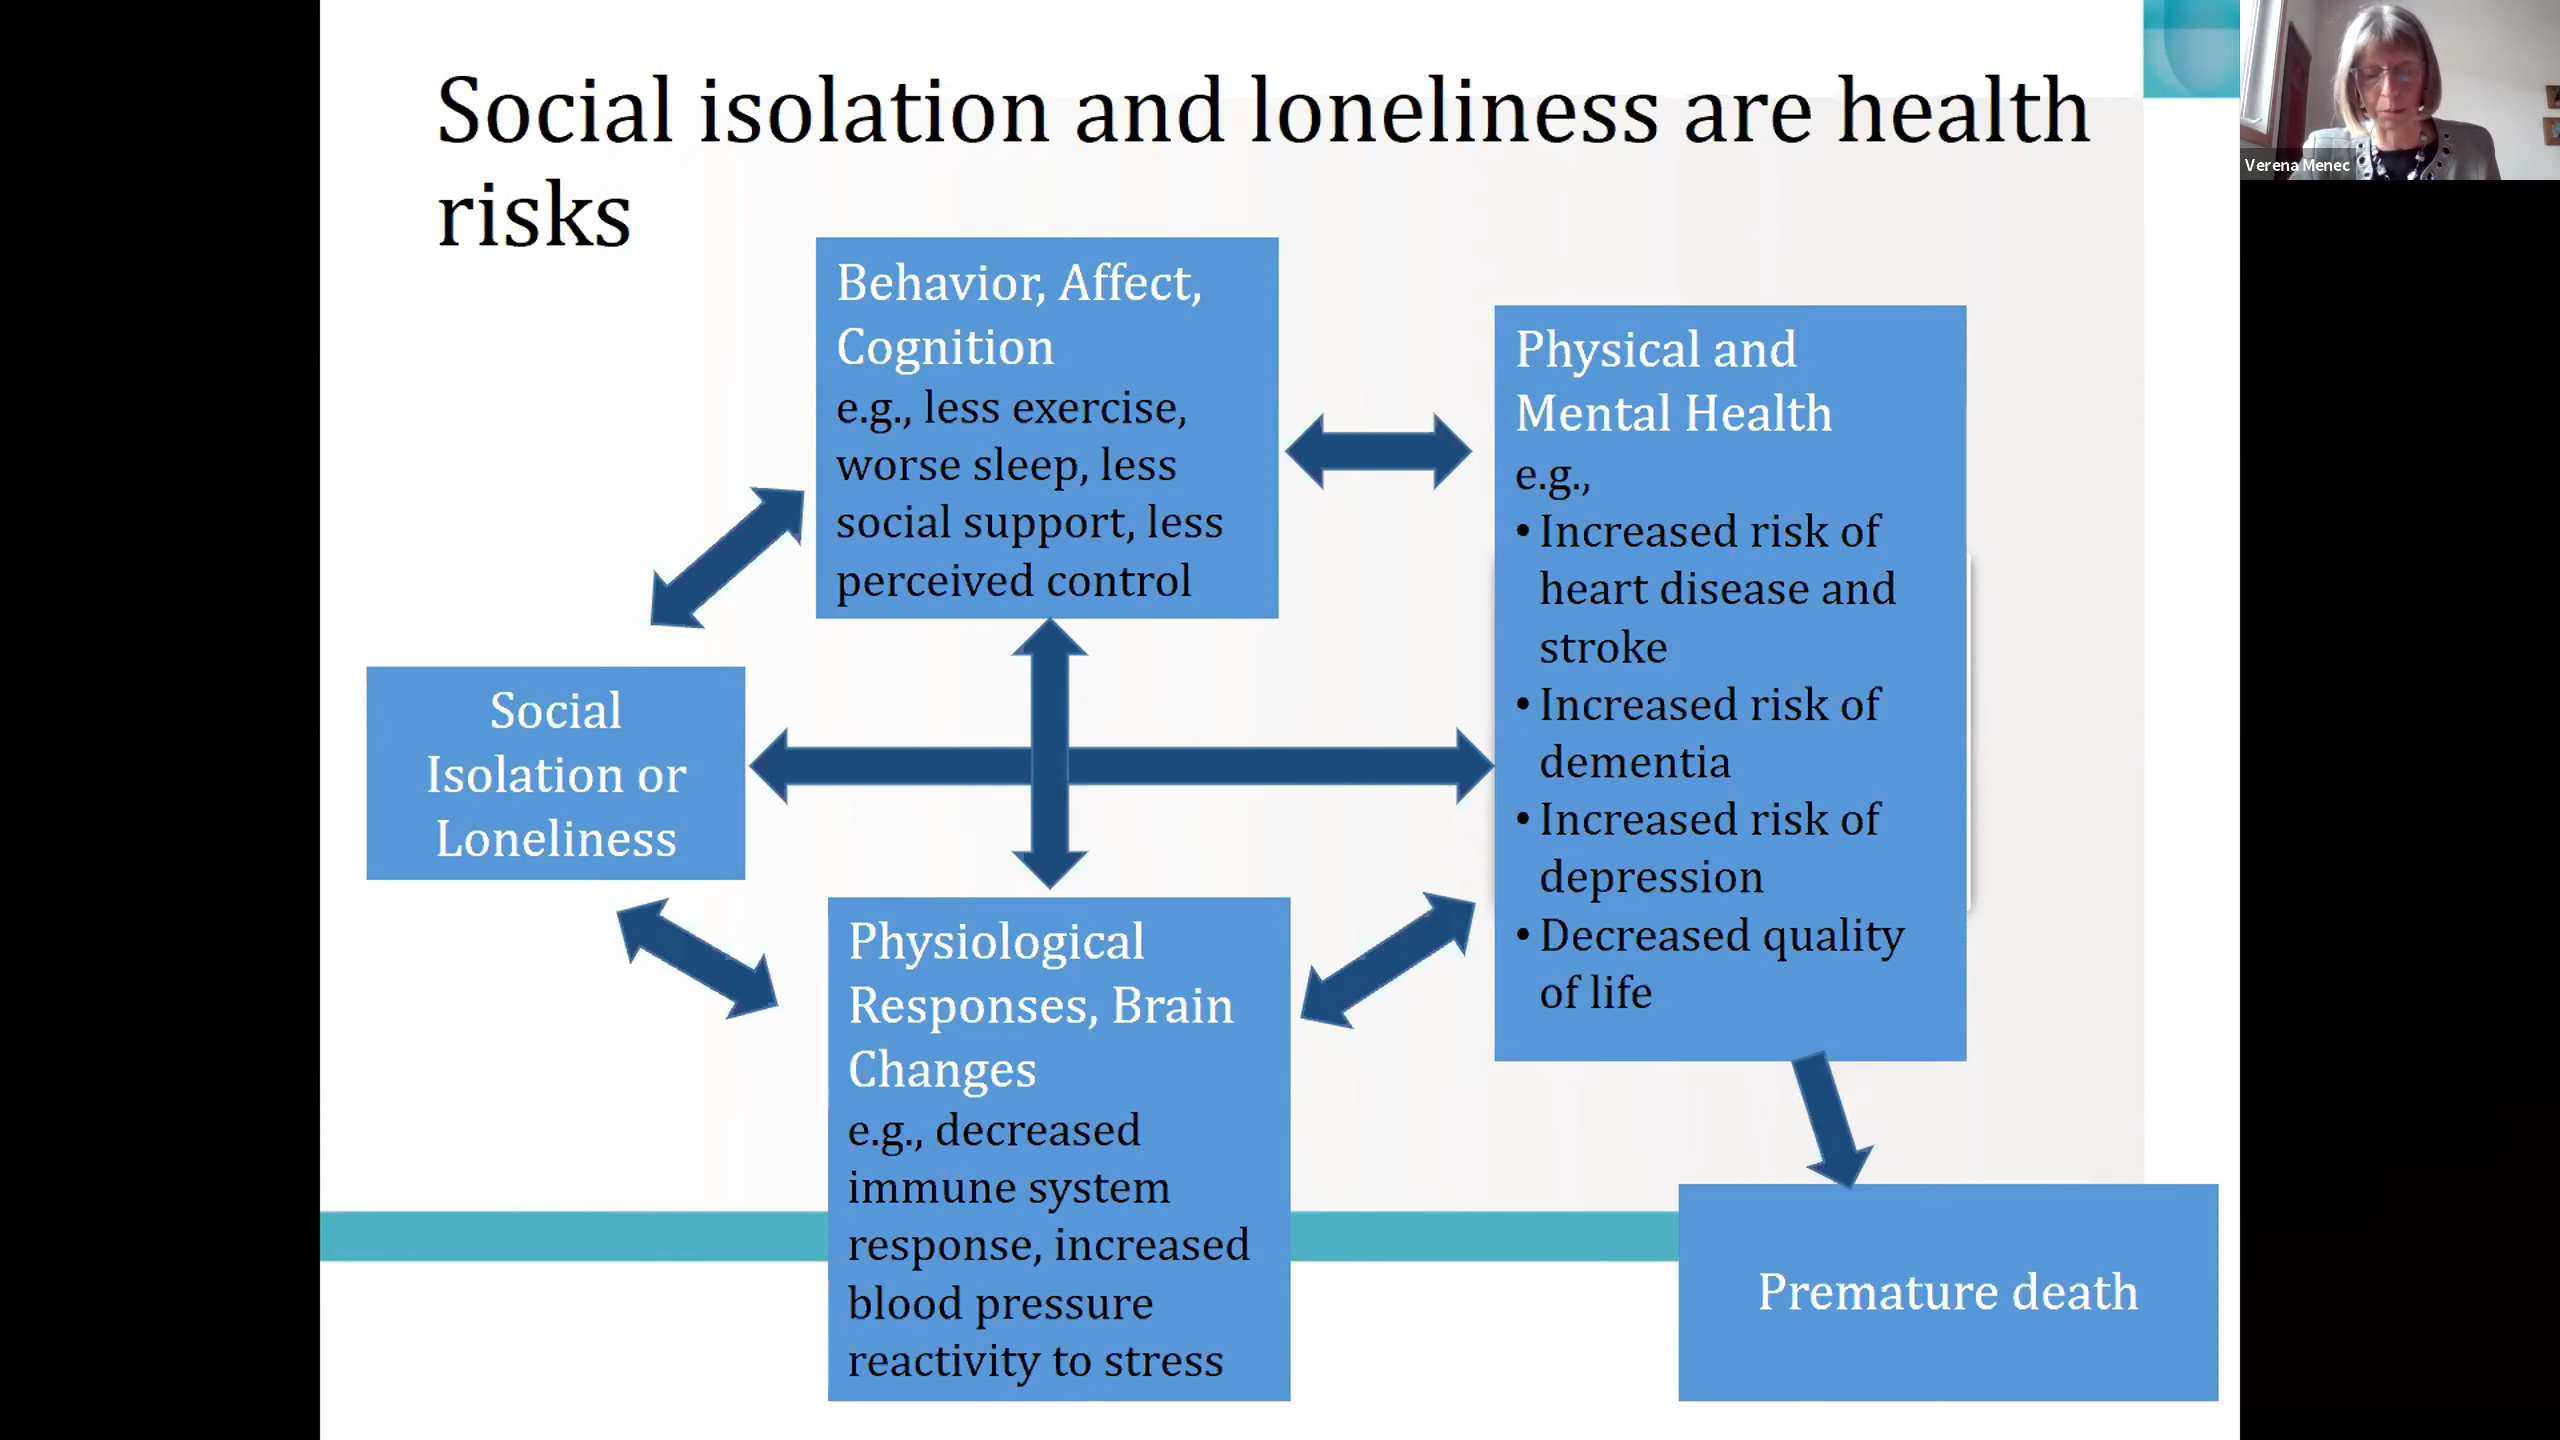 Social isolation and loneliness are health
risks
Verena Menec
Behavior, Affect,
Cognition
e.g., less exercise,
worse sleep, less
social support, less
perceived control
Physical and
Mental Health
e.g.,
• Increased risk of
heart disease and
stroke
• Increased risk of
dementia
• Increased risk of
depression
• Decreased quality
of life
Social
Isolation or
Loneliness
Physiological
Responses, Brain
Changes
e.g., decreased
immune system
response, increased
blood pressure
reactivity to stress
Premature death